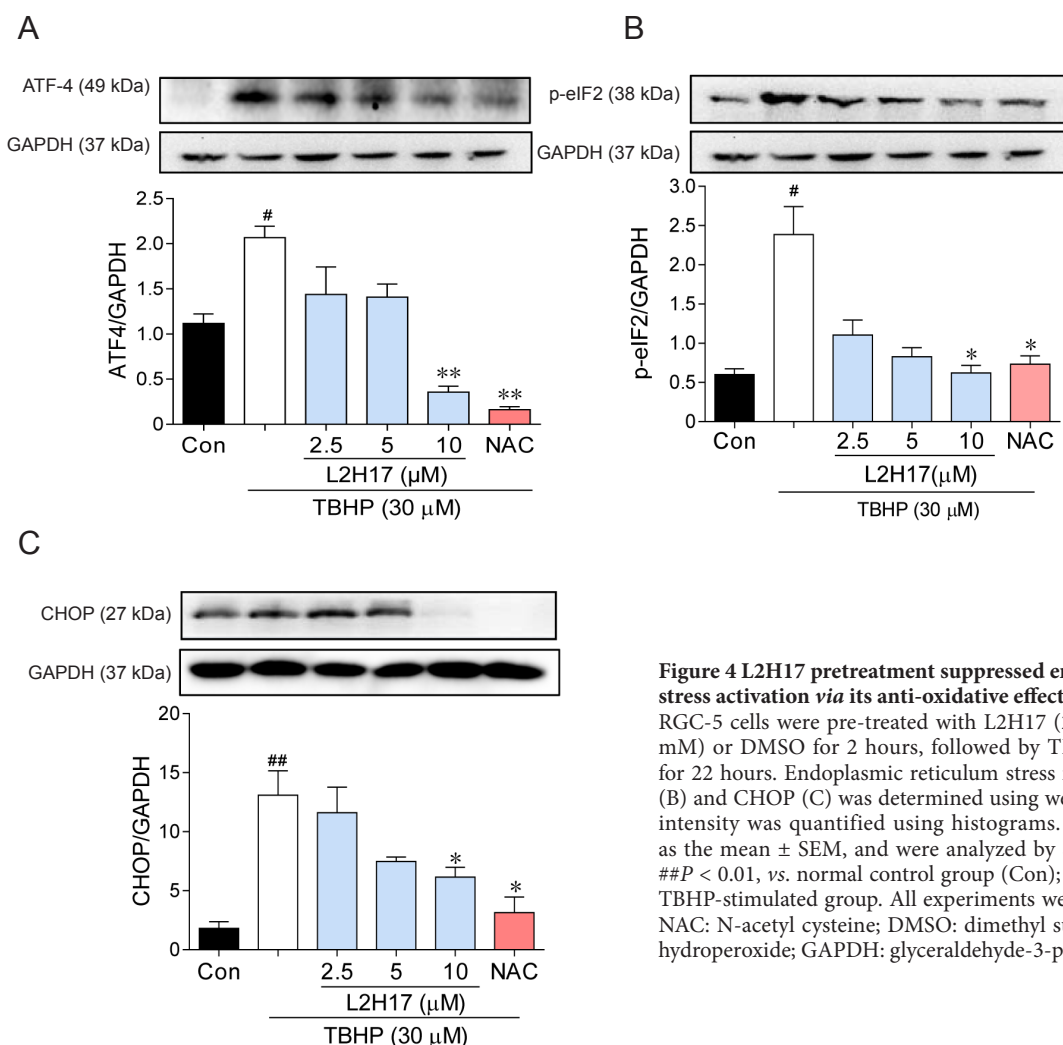 A
ATF-4 (49 kDa)
GAPDH (37 kDa)
ATF4/GAPDH
2.5
2.0
1.5
1.0
0.5
0
#
**
**
Con 2.5 5 10 NAC
L2H17 (μM)
TBHP (30 μM)
B
p-eIF2 (38 kDa)
GAPDH (37 kDa)
p-eIF2/GAPDH
3.0
2.5
2.0
1.5
1.0
0.5
0.0
#
*
*
Con 2.5 5 10 NAC
L2H17(μM)
TBHP (30 μM)
C
CHOP (27 kDa)
GAPDH (37 kDa)
CHOP/GAPDH
20
15
10
5
0
##
*
*
Con 2.5 5 10 NAC
L2H17 (μM)
TBHP (30 μM)
Figure 4 L2H17 pretreatment suppressed
stress activation via its anti-oxidative effect
RGC-5 cells were pre-treated with L2H17
mM) or DMSO for 2 hours, followed by
for 22 hours. Endoplasmic reticulum stress
(B) and CHOP (C) was determined using
intensity was quantified using histograms.
as the mean ± SEM, and were analyzed by
##P < 0.01, vs. normal control group (Con);
TBHP-stimulated group. All experiments
NAC: N-acetyl cysteine; DMSO: dimethyl
hydroperoxide; GAPDH: glyceraldehyde-3-p